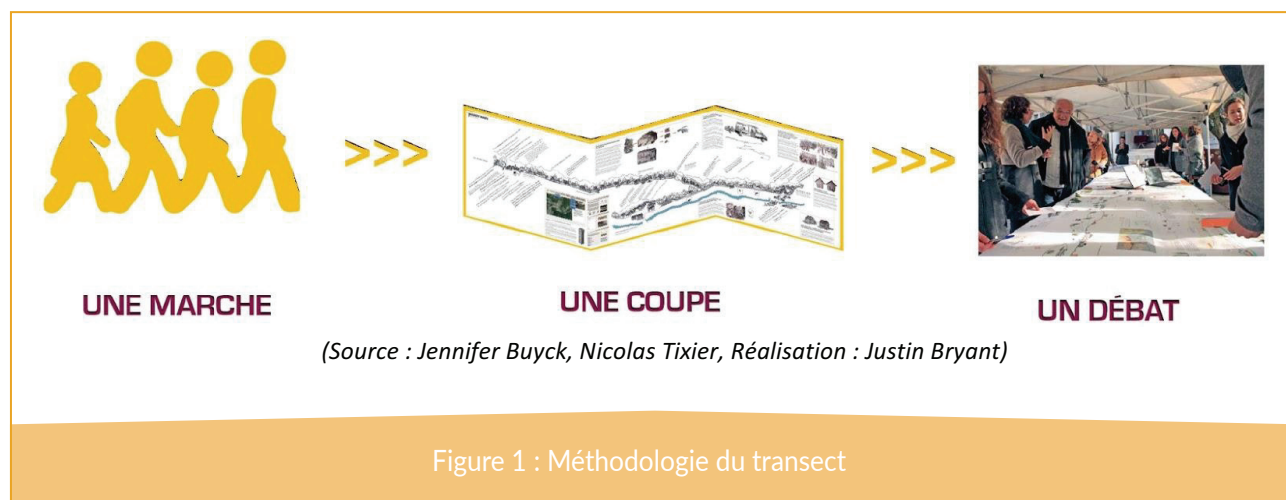 >>>
>>>
UNE MARCHE
UNE COUPE
UN DÉBAT
(Source : Jennifer Buyck, Nicolas Tixier, Réalisation : Justin Bryant)
Figure 1 : Méthodologie du transect